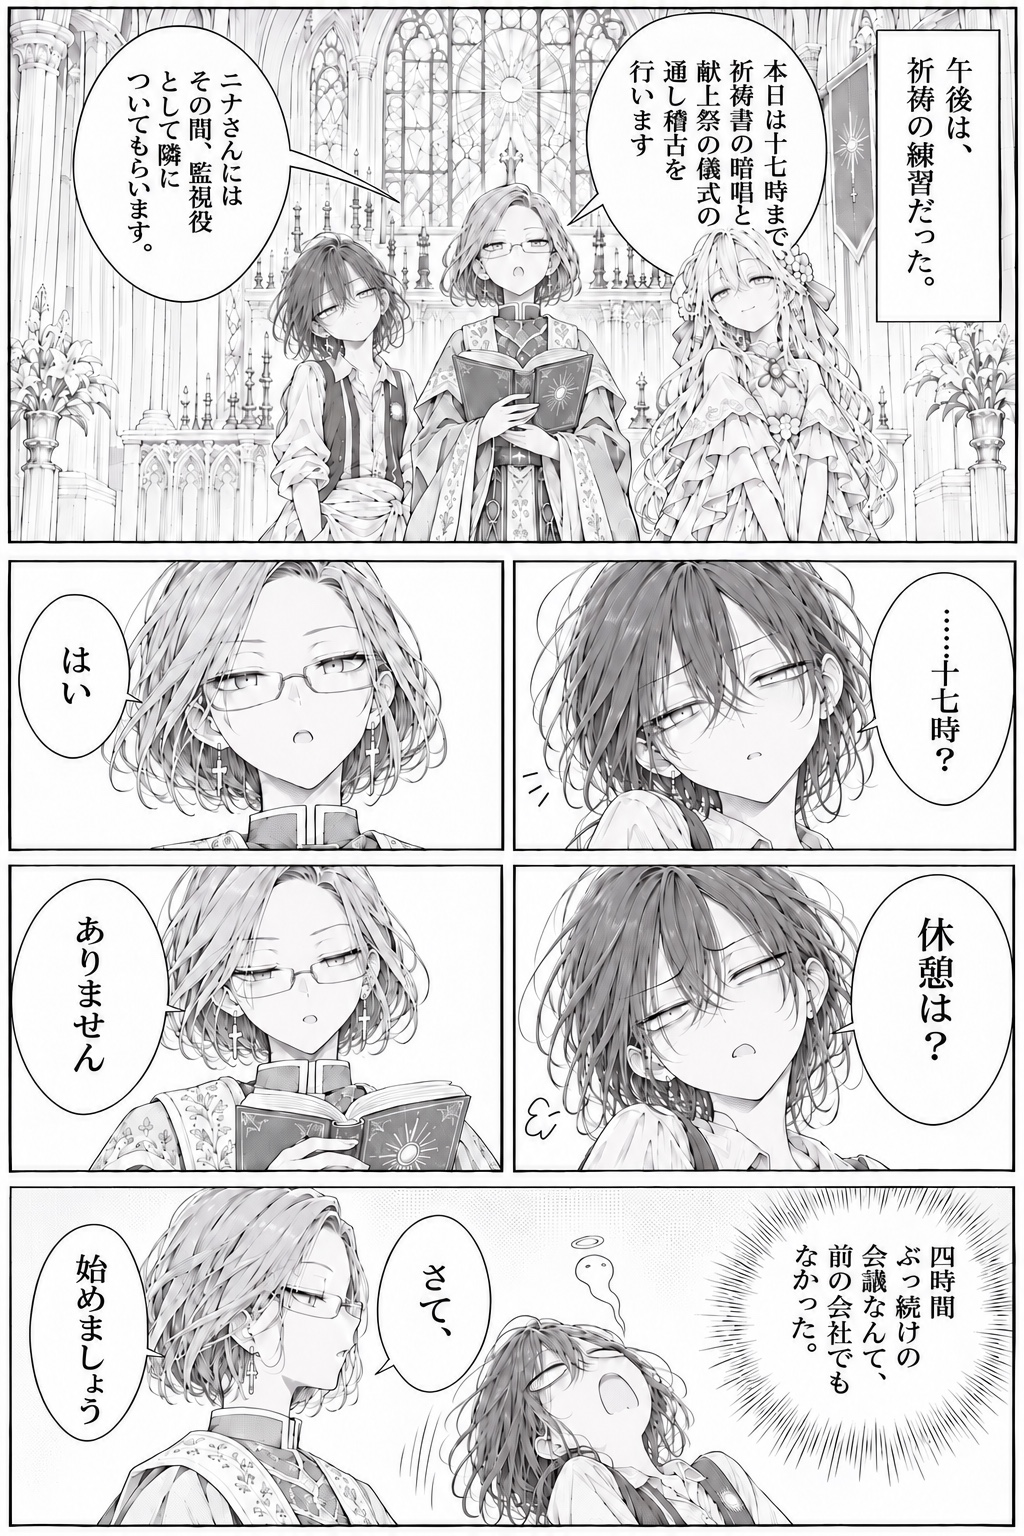 午後は、
祈祷の練習だった。
本日は十七時まで、
祈祷書の暗唱と
献上祭の儀式の
通し稽古を
行います
ニナさんには
その間、監視役
として隣に
ついてもらいます。
……十七時？
はい
休憩は？
ありません
四時間
ぶっ続けの
会議なんて、
前の会社でも
なかった。
さて、
始めましょう